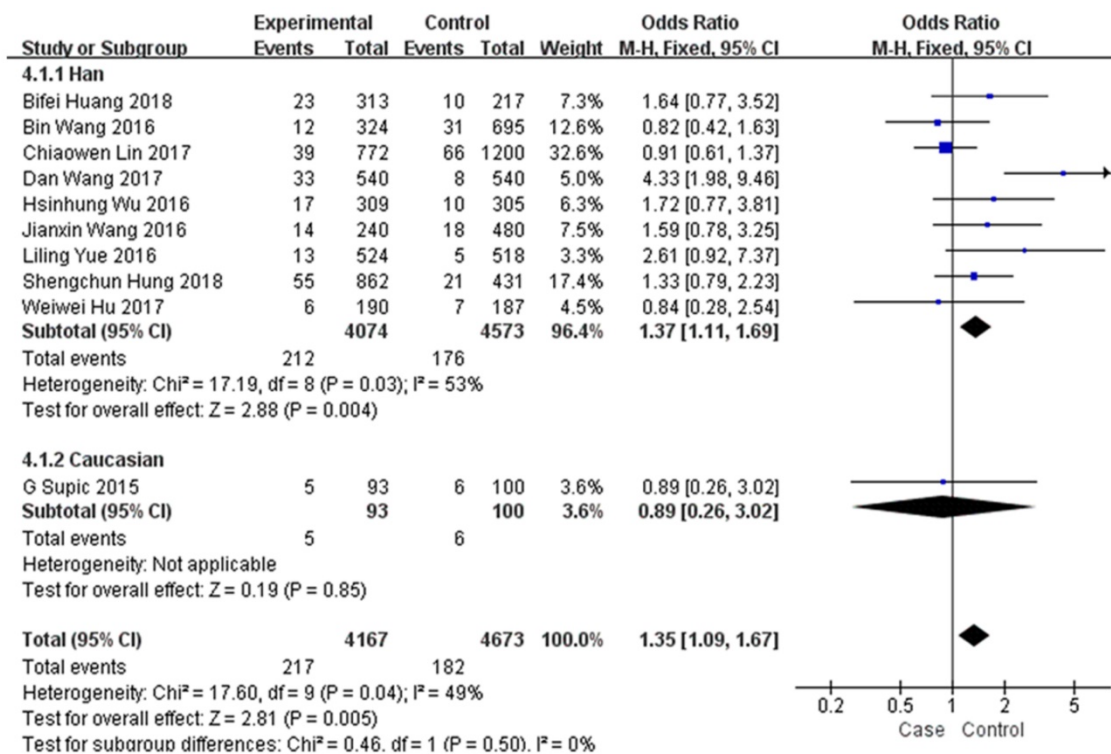 Experimental Control Odds Ratio Odds Ratio
Study or Subgroup Events Total Events Total Weight M-H, Fixed, 95% CI M-H, Fixed, 95% CI
4.1.1 Han
Bifei Huang 2018 23 313 10 217 7.3% 1.64 [0.77, 3.52]
Bin Wang 2016 12 324 31 695 12.6% 0.82 [0.42, 1.63]
Chiaowen Lin 2017 39 772 66 1200 32.6% 0.91 [0.61, 1.37]
Dan Wang 2017 33 540 8 540 5.0% 4.33 [1.98, 9.46]
Hsinhung Wu 2016 17 309 10 305 6.3% 1.72 [0.77, 3.81]
Jianxin Wang 2016 14 240 18 480 7.5% 1.59 [0.78, 3.25]
Liling Yue 2016 13 524 5 518 3.3% 2.61 [0.92, 7.37]
Shengchun Hung 2018 55 862 21 431 17.4% 1.33 [0.79, 2.23]
Weiwei Hu 2017 6 190 7 187 4.5% 0.84 [0.28, 2.54]
Subtotal (95% CI) 4074 4573 96.4% 1.37 [1.11, 1.69]
Total events 212 176
Heterogeneity: Chi² = 17.19, df = 8 (P = 0.03); I² = 53%
Test for overall effect: Z = 2.88 (P = 0.004)
4.1.2 Caucasian
G Supic 2015 5 93 6 100 3.6% 0.89 [0.26, 3.02]
Subtotal (95% CI) 93 100 3.6% 0.89 [0.26, 3.02]
Total events 5 6
Heterogeneity: Not applicable
Test for overall effect: Z = 0.19 (P = 0.85)
Total (95% CI) 4167 4673 100.0% 1.35 [1.09, 1.67]
Total events 217 182
Heterogeneity: Chi² = 17.60, df = 9 (P = 0.04); I² = 49%
Test for overall effect: Z = 2.81 (P = 0.005)
Test for subgroup differences: Chi² = 0.46, df = 1 (P = 0.50), I² = 0%
0.2 0.5 1 2 5
Case Control